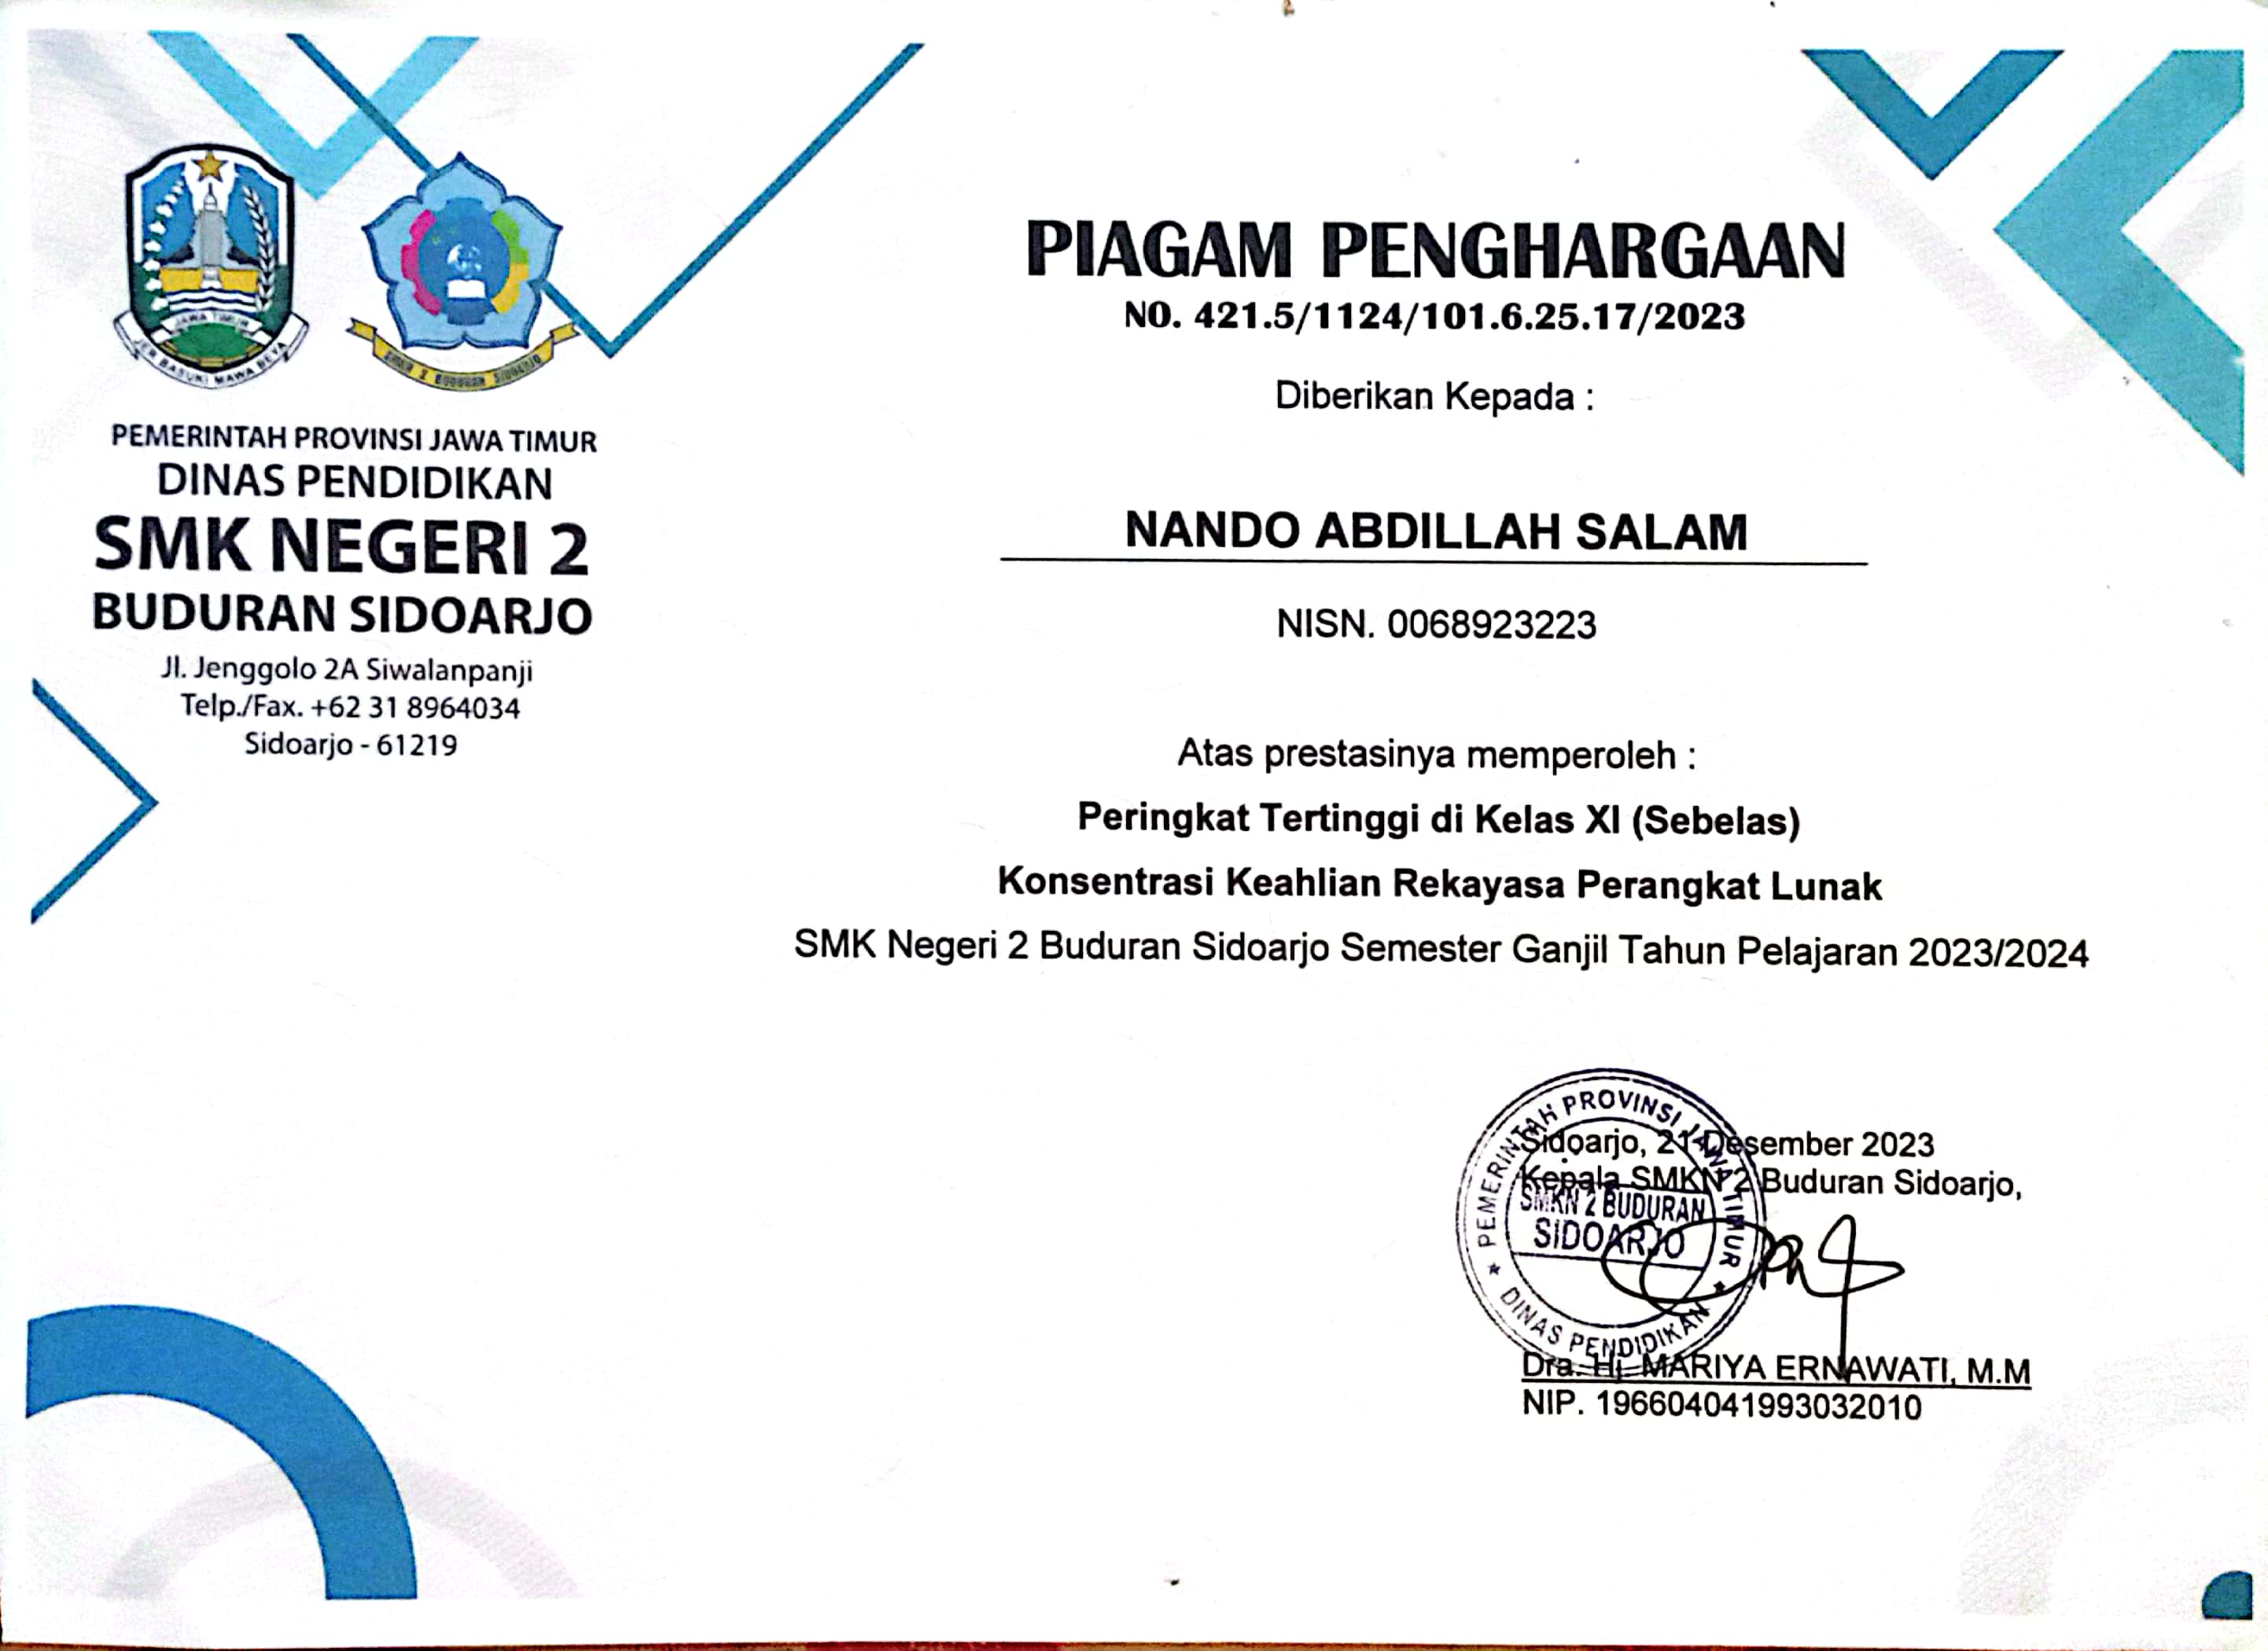 JAWA TIMUR
JER BASUKI MAWA BEYA
SMKN 2 BUDURAN SIDOARJO
PEMERINTAH PROVINSI JAWA TIMUR
DINAS PENDIDIKAN
SMK NEGERI 2
BUDURAN SIDOARJO
Jl. Jenggolo 2A Siwalanpanji
Telp./Fax. +62 31 8964034
Sidoarjo - 61219
PIAGAM PENGHARGAAN
NO. 421.5/1124/101.6.25.17/2023
Diberikan Kepada :
NANDO ABDILLAH SALAM
NISN. 0068923223
Atas prestasinya memperoleh :
Peringkat Tertinggi di Kelas XI (Sebelas)
Konsentrasi Keahlian Rekayasa Perangkat Lunak
SMK Negeri 2 Buduran Sidoarjo Semester Ganjil Tahun Pelajaran 2023/2024
Sidoarjo, 21 Desember 2023
Kepala SMKN 2 Buduran Sidoarjo,
PEMERINTAH PROVINSI JAWA TIMUR
SMKN 2 BUDURAN
SIDOARJO
DINAS PENDIDIKAN
Dra. Hj. MARIYA ERNAWATI, M.M
NIP. 196604041993032010